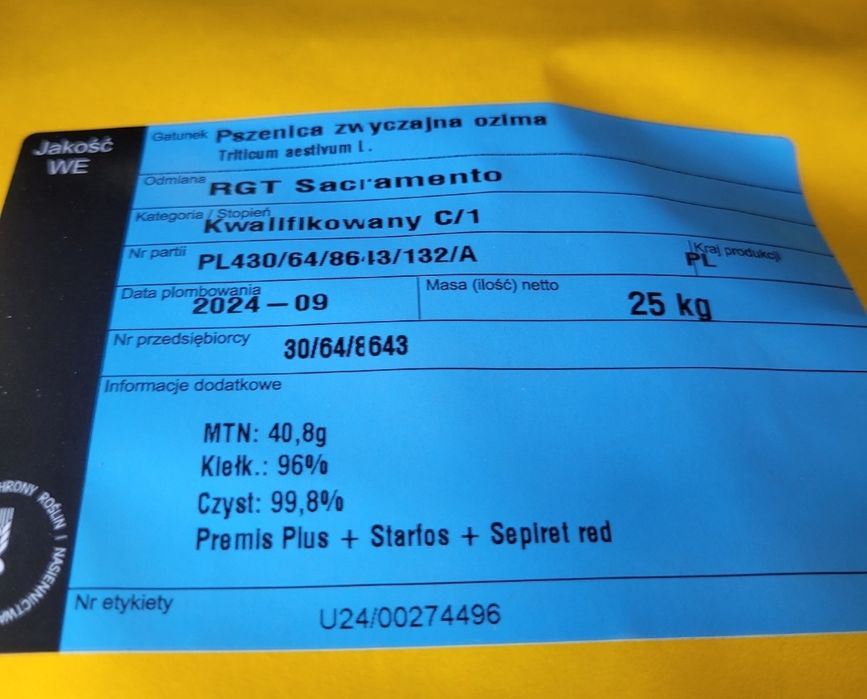 Jakość
WE
Gatunek Pszenica zwyczajna ozima
Triticum aestivum L.
Odmiana RGT Sacramento
Kategoria / Stopień
Kwalifikowany C/1
Nr partii PL430/64/8643/132/A
Kraj produkcji
PL
Data plombowania
2024-09
Masa (ilość) netto
25 kg
Nr przedsiębiorcy 30/64/8643
Informacje dodatkowe
MTN: 40,8g
Kiełk.: 96%
Czyst: 99,8%
Premis Plus + Starfos + Sepiret red
ROŚLIN I NASIENNICTWA
Nr etykiety U24/00274496